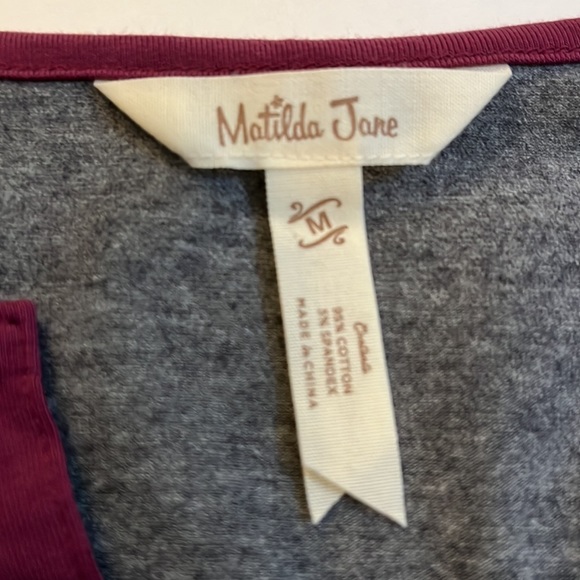 Matilda Jane
M
95% COTTON
5% SPANDEX
MADE in CHINA